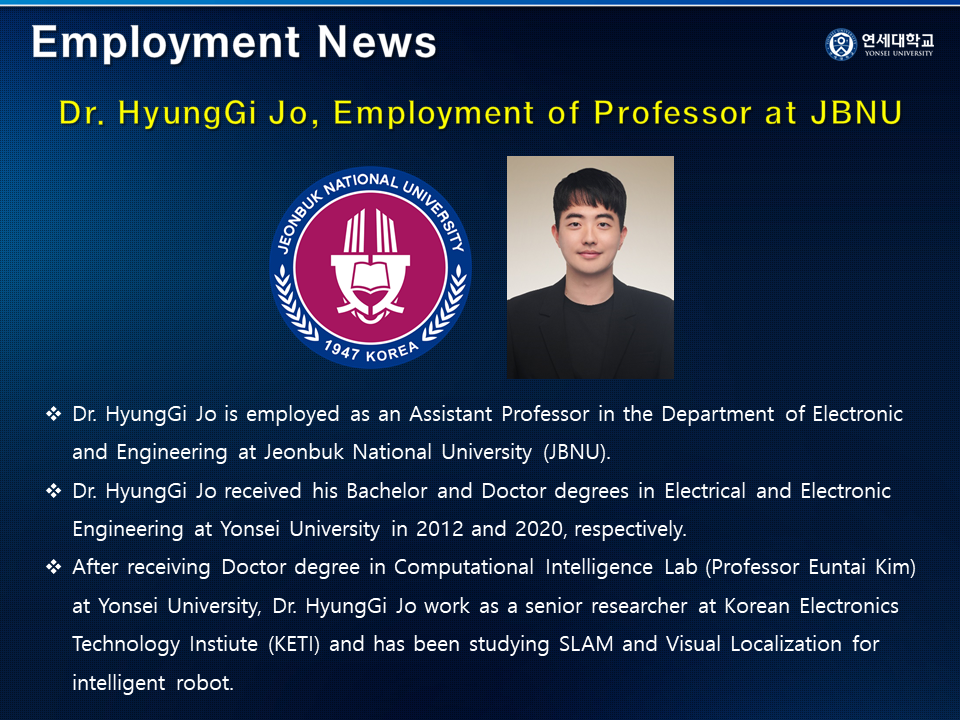 Employment News
연세대학교
YONSEI UNIVERSITY
Dr. HyungGi Jo, Employment of Professor at JBNU
JEONBUK NATIONAL UNIVERSITY
1947 KOREA
❖ Dr. HyungGi Jo is employed as an Assistant Professor in the Department of Electronic
and Engineering at Jeonbuk National University (JBNU).
❖ Dr. HyungGi Jo received his Bachelor and Doctor degrees in Electrical and Electronic
Engineering at Yonsei University in 2012 and 2020, respectively.
❖ After receiving Doctor degree in Computational Intelligence Lab (Professor Euntai Kim)
at Yonsei University, Dr. HyungGi Jo work as a senior researcher at Korean Electronics
Technology Instiute (KETI) and has been studying SLAM and Visual Localization for
intelligent robot.